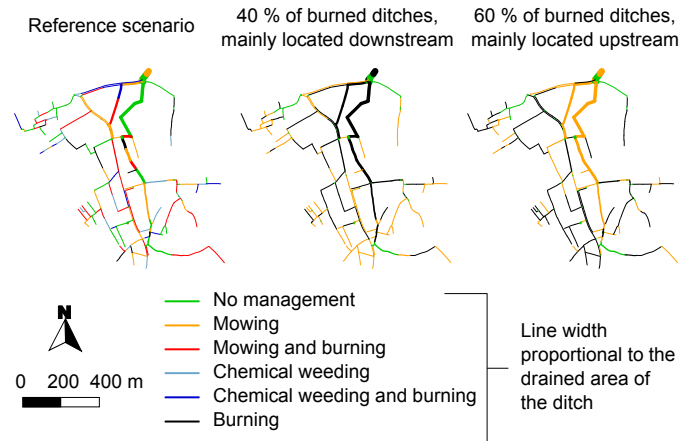 Reference scenario
40 % of burned ditches,
mainly located downstream
60 % of burned ditches,
mainly located upstream
N
0 200 400 m
No management
Mowing
Mowing and burning
Chemical weeding
Chemical weeding and burning
Burning
Line width
proportional to the
drained area of
the ditch